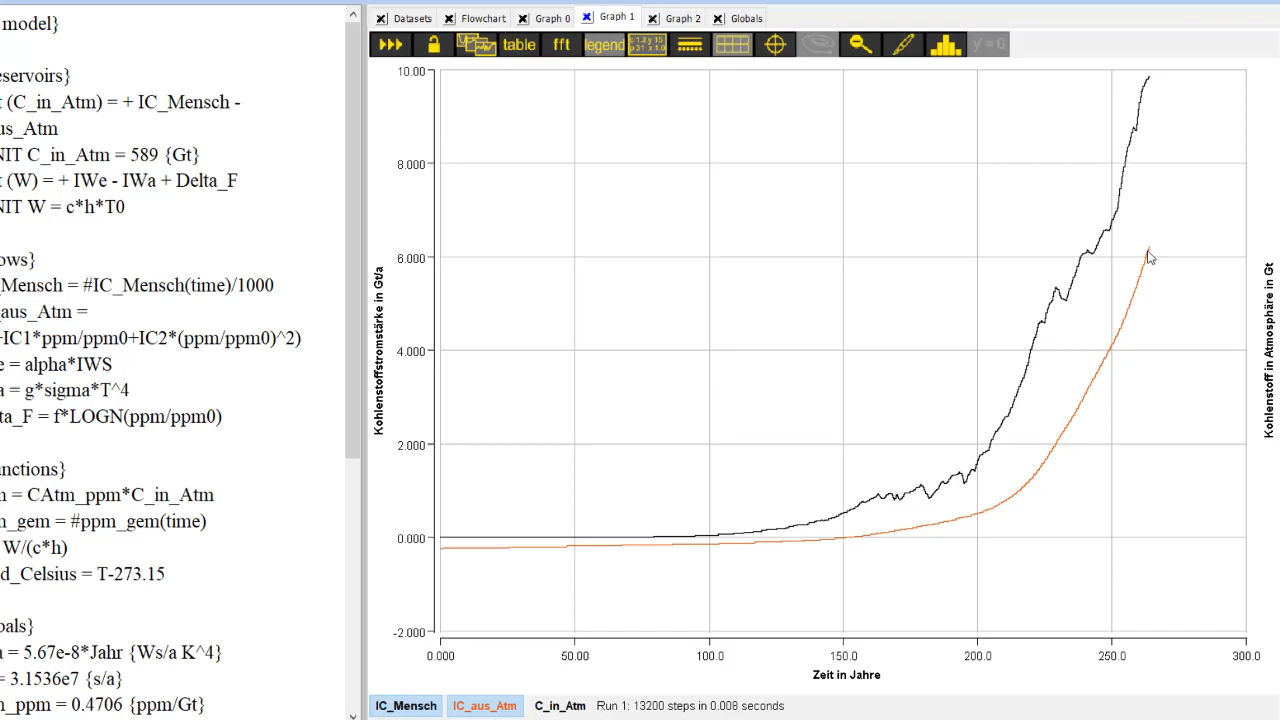 Datasets Flowchart Graph 0 Graph 1 Graph 2 Globals
table fft legend y = 0
model}
eservoirs}
t (C_in_Atm) = + IC_Mensch -
us_Atm
NIT C_in_Atm = 589 {Gt}
t (W) = + IWe - IWa + Delta_F
NIT W = c*h*T0
ows}
_Mensch = #IC_Mensch(time)/1000
_aus_Atm =
+IC1*ppm/ppm0+IC2*(ppm/ppm0)^2)
e = alpha*IWS
a = g*sigma*T^4
lta_F = f*LOGN(ppm/ppm0)
nctions}
m = CAtm_ppm*C_in_Atm
m_gem = #ppm_gem(time)
W/(c*h)
ad_Celsius = T-273.15
bals}
a = 5.67e-8*Jahr {Ws/a K^4}
= 3.1536e7 {s/a}
n_ppm = 0.4706 {ppm/Gt}
Kohlenstoffstromstärke in Gt/a
10.00
8.000
6.000
4.000
2.000
0.000
-2.000
0.000 50.00 100.0 150.0 200.0 250.0 300.0
Zeit in Jahre
Kohlenstoff in Atmosphäre in Gt
IC_Mensch IC_aus_Atm C_in_Atm Run 1: 13200 steps in 0.008 seconds